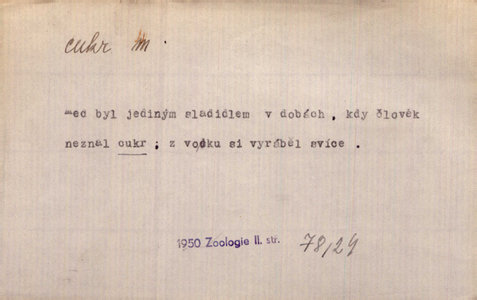 cukr m
med byl jediným sladidlem v dobách, kdy člověk
neznal cukr ; z vosku si vyráběl svíce .
1950 Zoologie II. str. 78/24